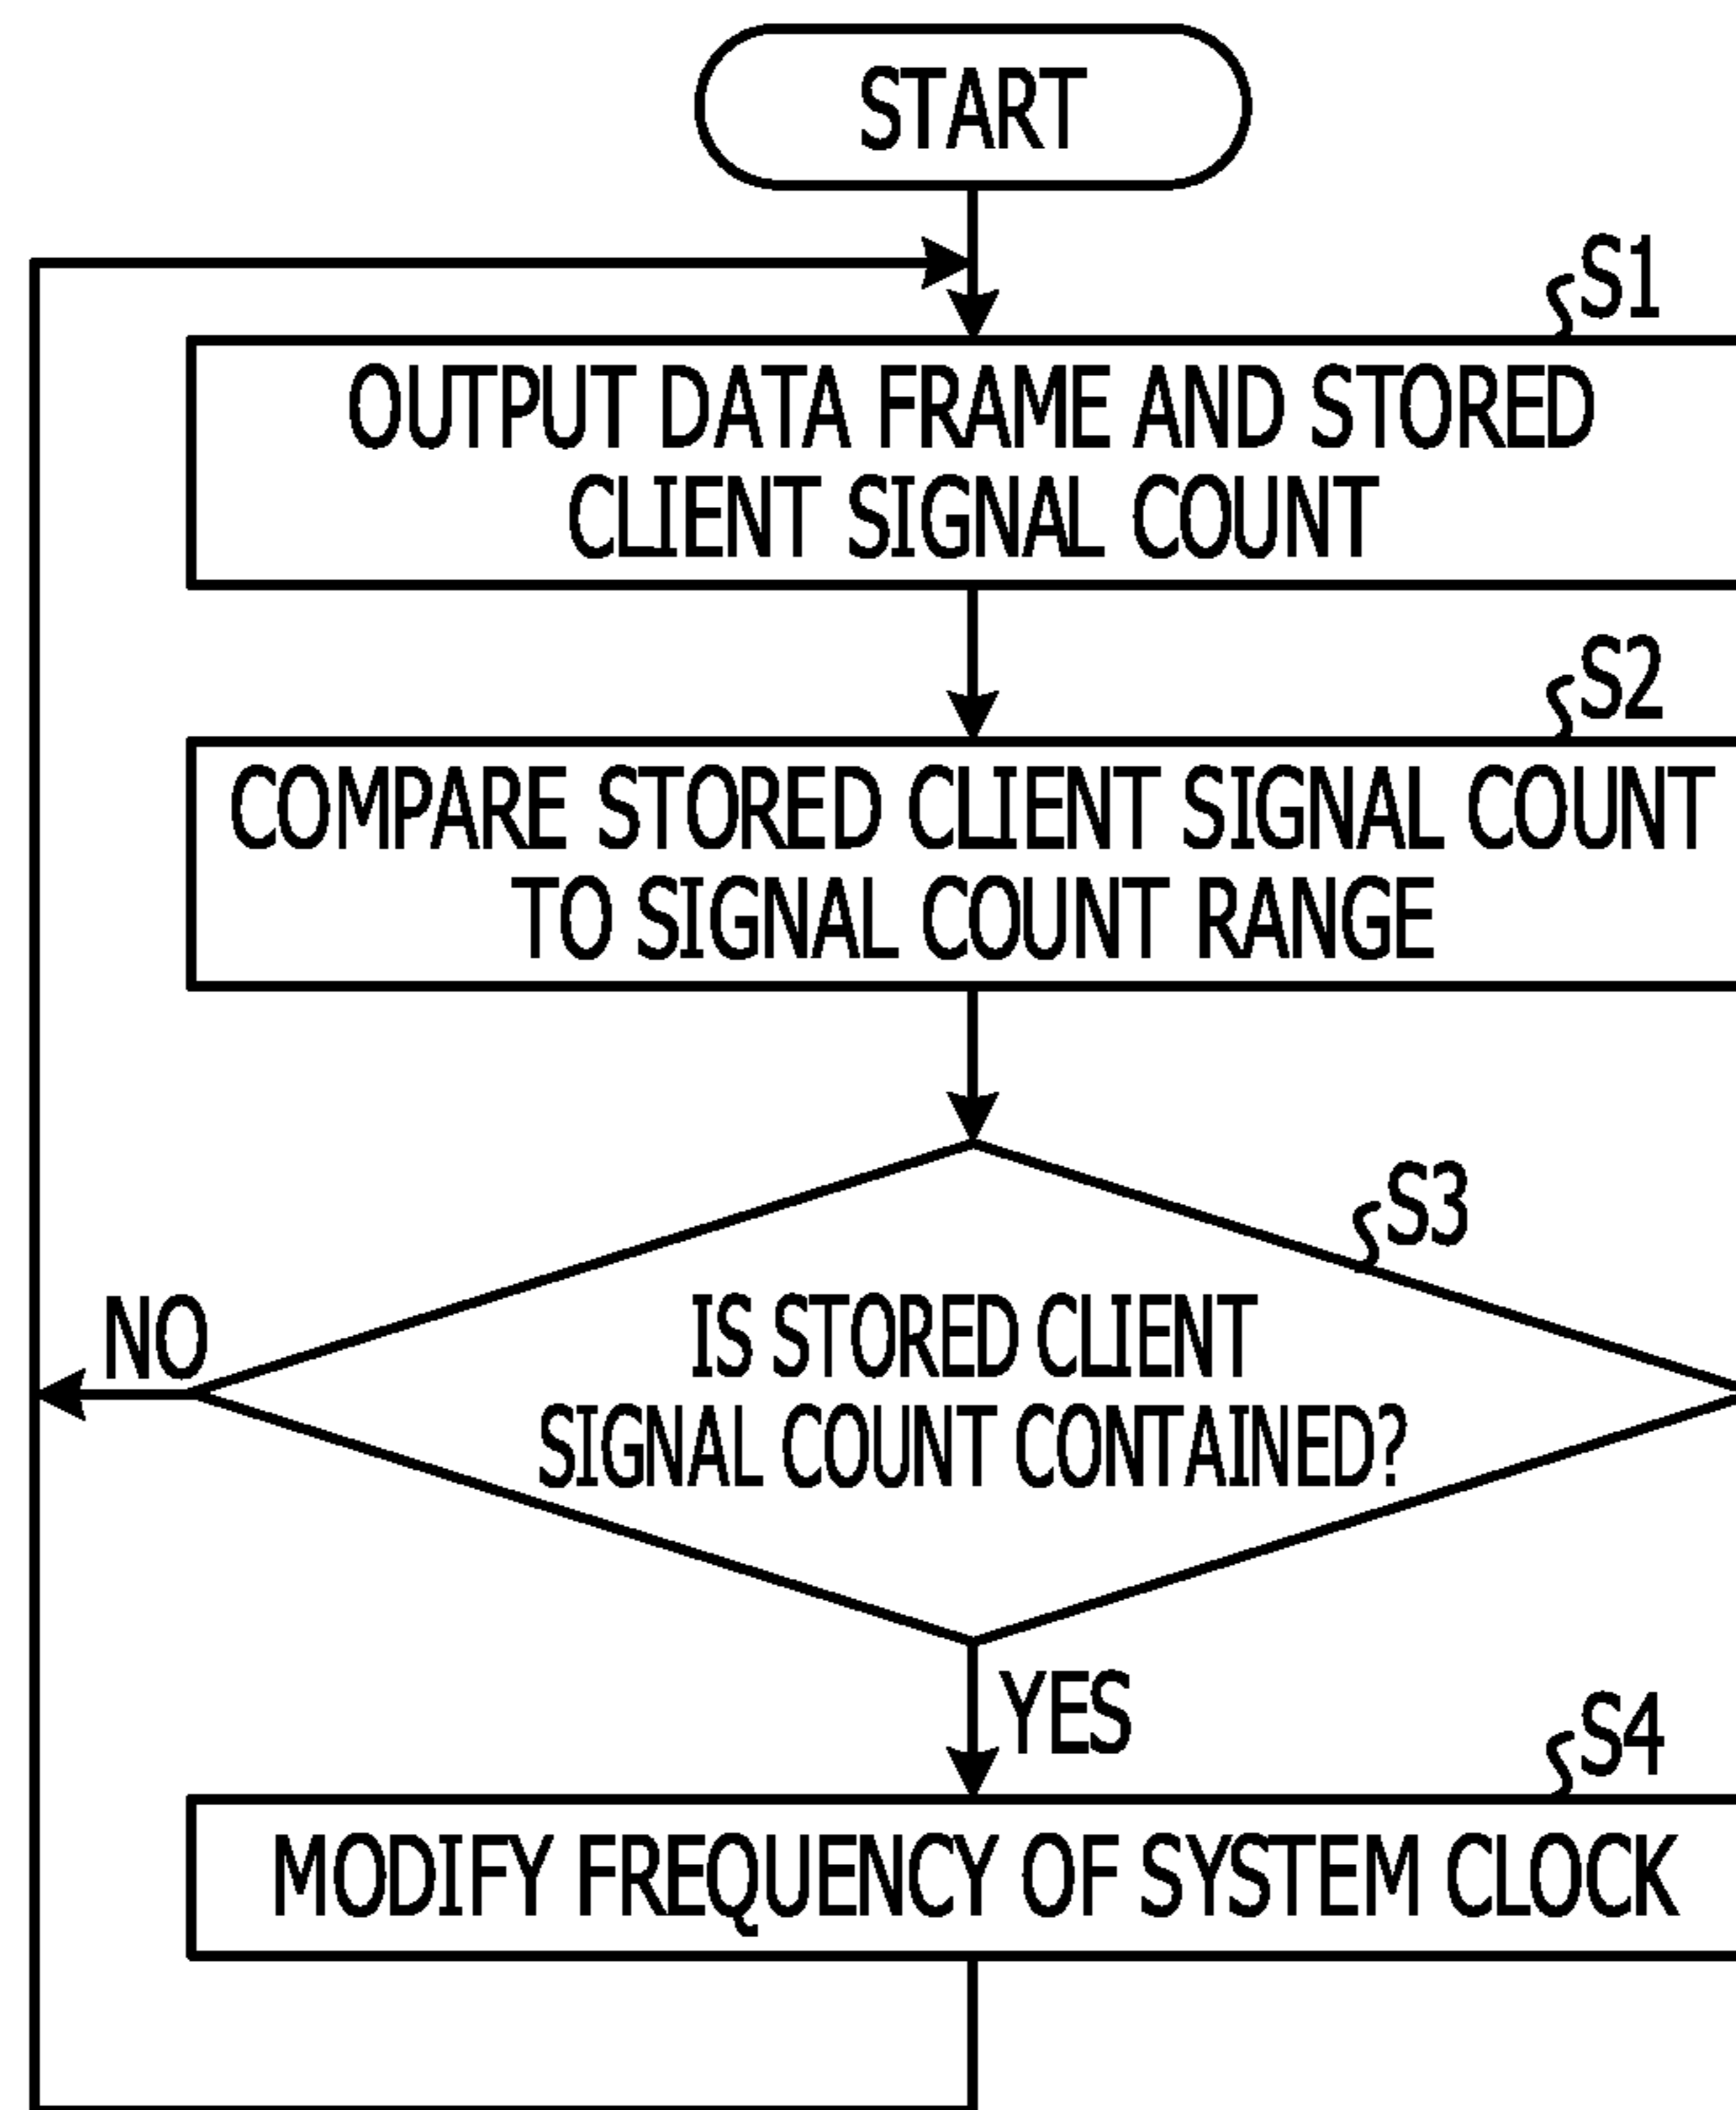 START
S1
OUTPUT DATA FRAME AND STORED
CLIENT SIGNAL COUNT
S2
COMPARE STORED CLIENT SIGNAL COUNT
TO SIGNAL COUNT RANGE
S3
IS STORED CLIENT
SIGNAL COUNT CONTAINED?
NO
YES
S4
MODIFY FREQUENCY OF SYSTEM CLOCK